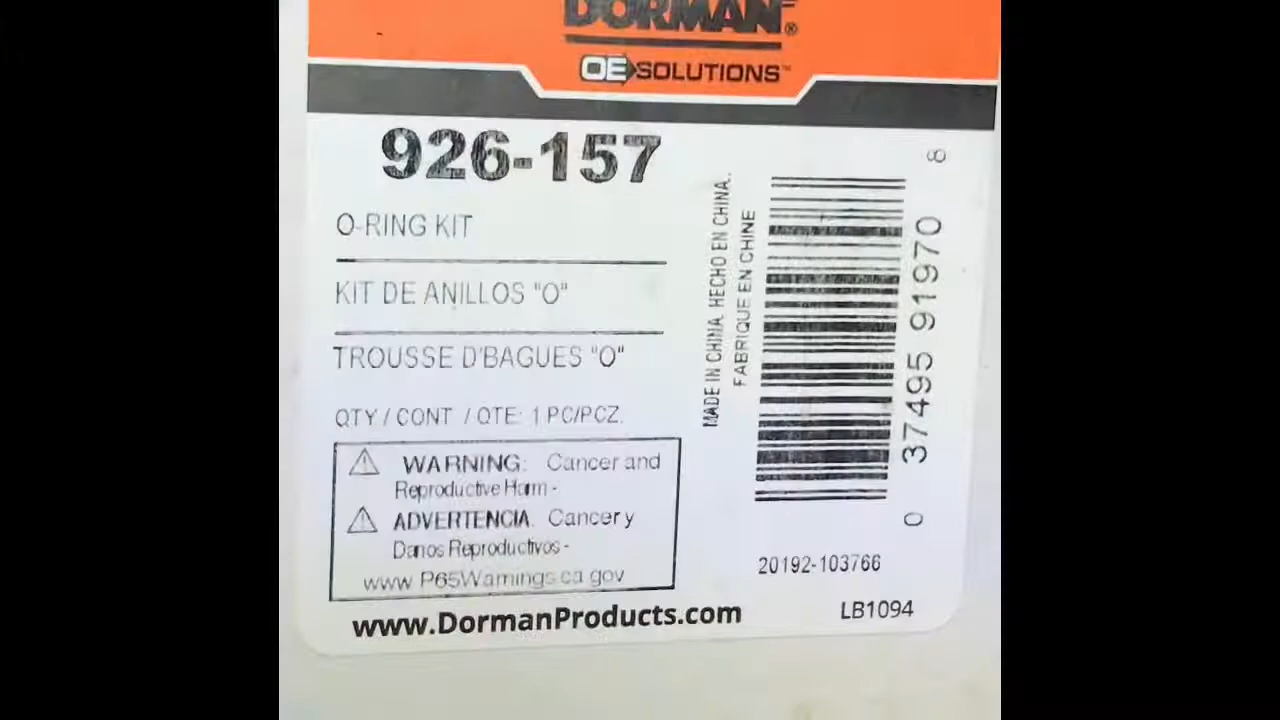 DORMAN®
OE SOLUTIONS™
926-157
O-RING KIT
KIT DE ANILLOS "O"
TROUSSE D'BAGUES "O"
QTY / CONT / QTE: 1 PC/PCZ.
⚠ WARNING: Cancer and
Reproductive Harm -
⚠ ADVERTENCIA. Cancer y
Danos Reproductivos -
www.P65Warnings.ca.gov
www.DormanProducts.com
MADE IN CHINA. HECHO EN CHINA.
FABRIQUE EN CHINE
0 37495 91970 8
20192-103766
LB1094